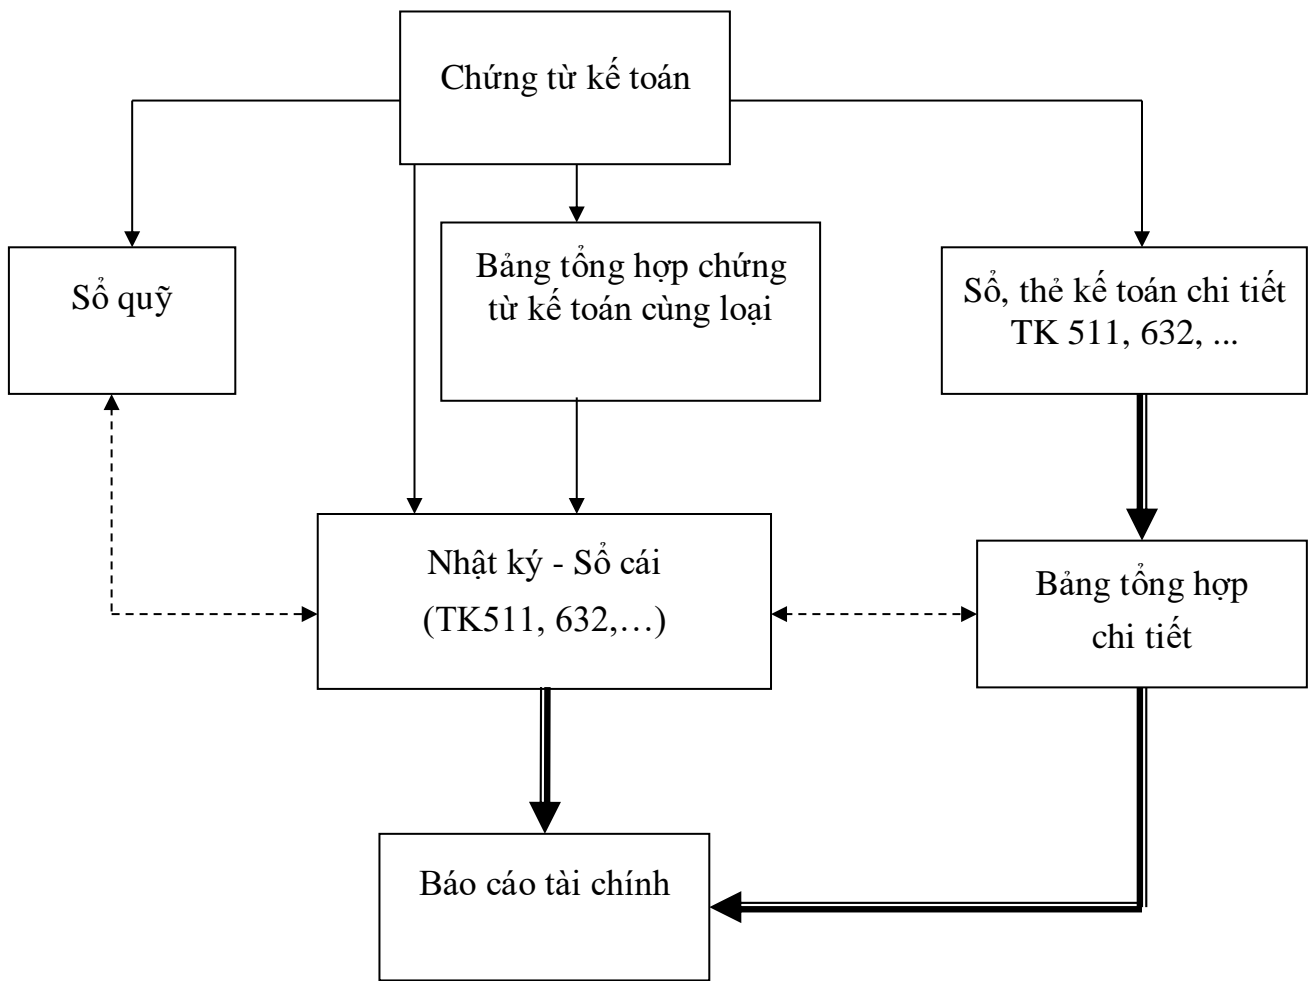 Chứng từ kế toán
Bảng tổng hợp chứng
từ kế toán cùng loại
Sổ quỹ
Sổ, thẻ kế toán chi tiết
TK 511, 632, ...
Nhật ký - Sổ cái
(TK511, 632,…)
Bảng tổng hợp
chi tiết
Báo cáo tài chính